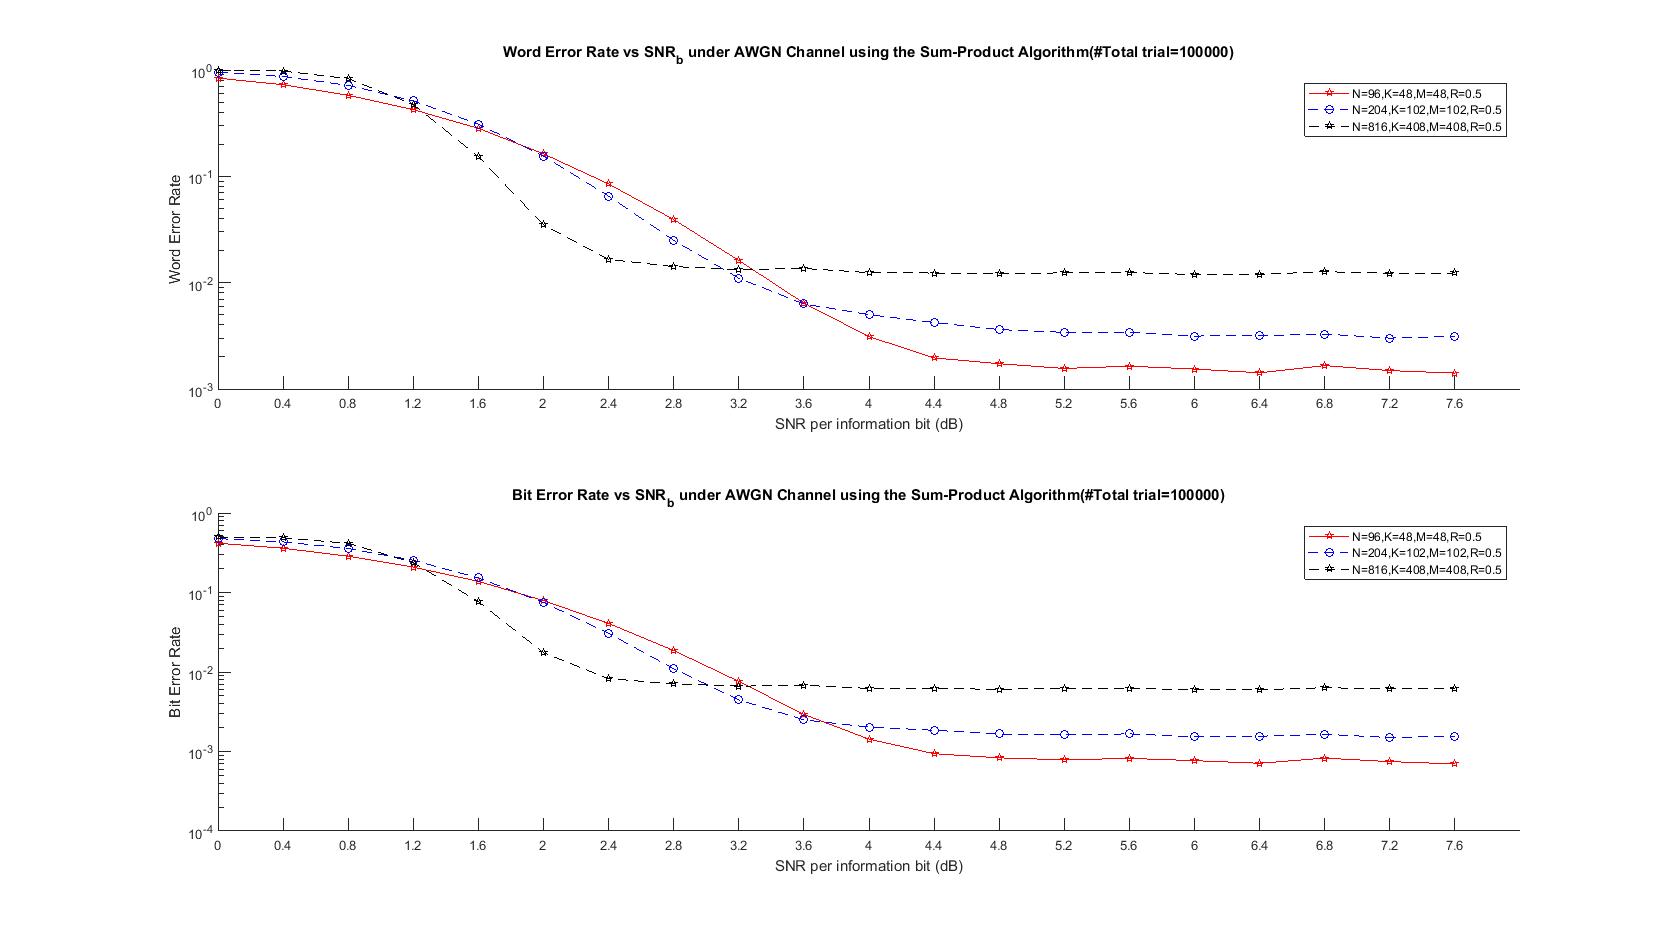 Word Error Rate vs SNR_b under AWGN Channel using the Sum-Product Algorithm(#Total trial=100000)
10^0
10^-1
10^-2
10^-3
Word Error Rate
N=96,K=48,M=48,R=0.5
N=204,K=102,M=102,R=0.5
N=816,K=408,M=408,R=0.5
0 0.4 0.8 1.2 1.6 2 2.4 2.8 3.2 3.6 4 4.4 4.8 5.2 5.6 6 6.4 6.8 7.2 7.6
SNR per information bit (dB)
Bit Error Rate vs SNR_b under AWGN Channel using the Sum-Product Algorithm(#Total trial=100000)
10^0
10^-1
10^-2
10^-3
10^-4
Bit Error Rate
N=96,K=48,M=48,R=0.5
N=204,K=102,M=102,R=0.5
N=816,K=408,M=408,R=0.5
0 0.4 0.8 1.2 1.6 2 2.4 2.8 3.2 3.6 4 4.4 4.8 5.2 5.6 6 6.4 6.8 7.2 7.6
SNR per information bit (dB)